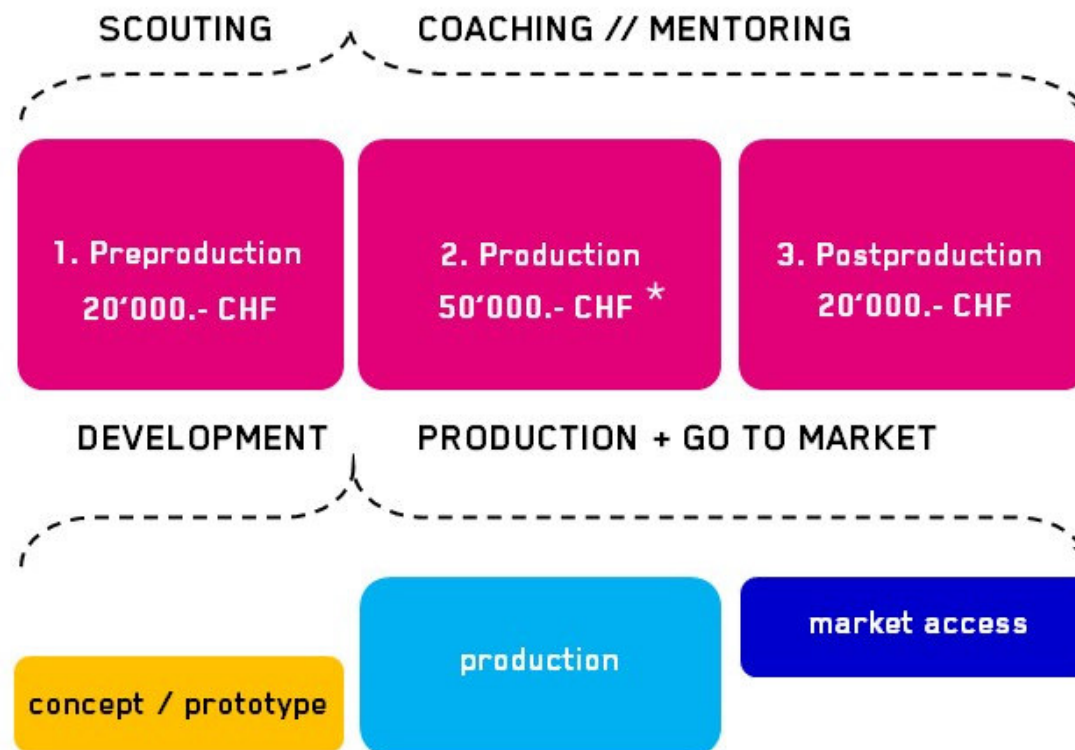 SCOUTING COACHING // MENTORING
1. Preproduction
20‘000.- CHF
2. Production
50‘000.- CHF *
3. Postproduction
20‘000.- CHF
DEVELOPMENT PRODUCTION + GO TO MARKET
concept / prototype
production
market access